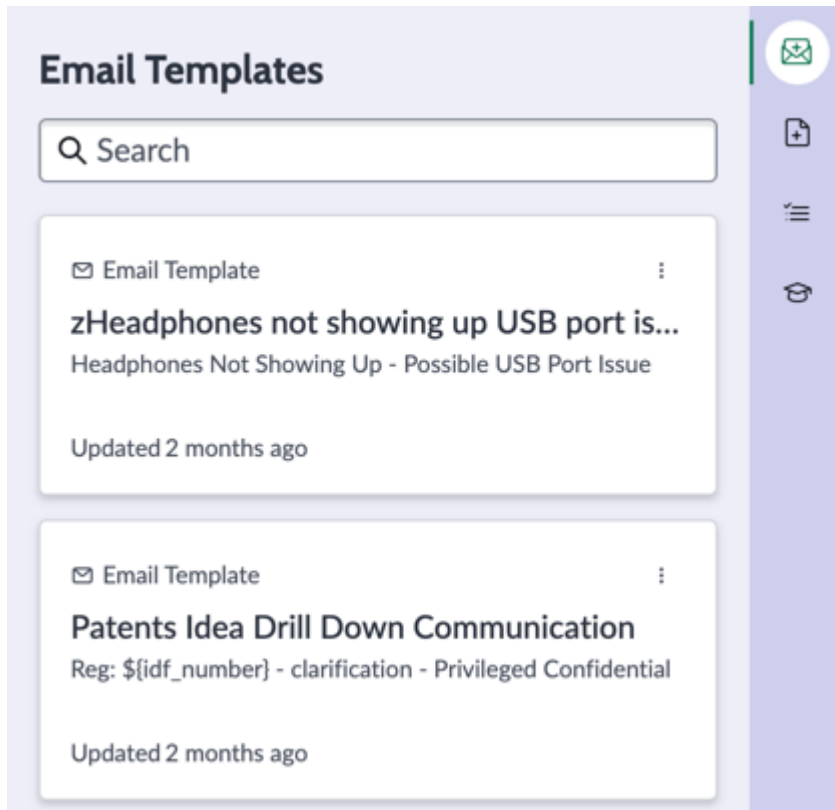 Email Templates
Search
Email Template
zHeadphones not showing up USB port is...
Headphones Not Showing Up - Possible USB Port Issue
Updated 2 months ago
Email Template
Patents Idea Drill Down Communication
Reg: ${idf_number} - clarification - Privileged Confidential
Updated 2 months ago